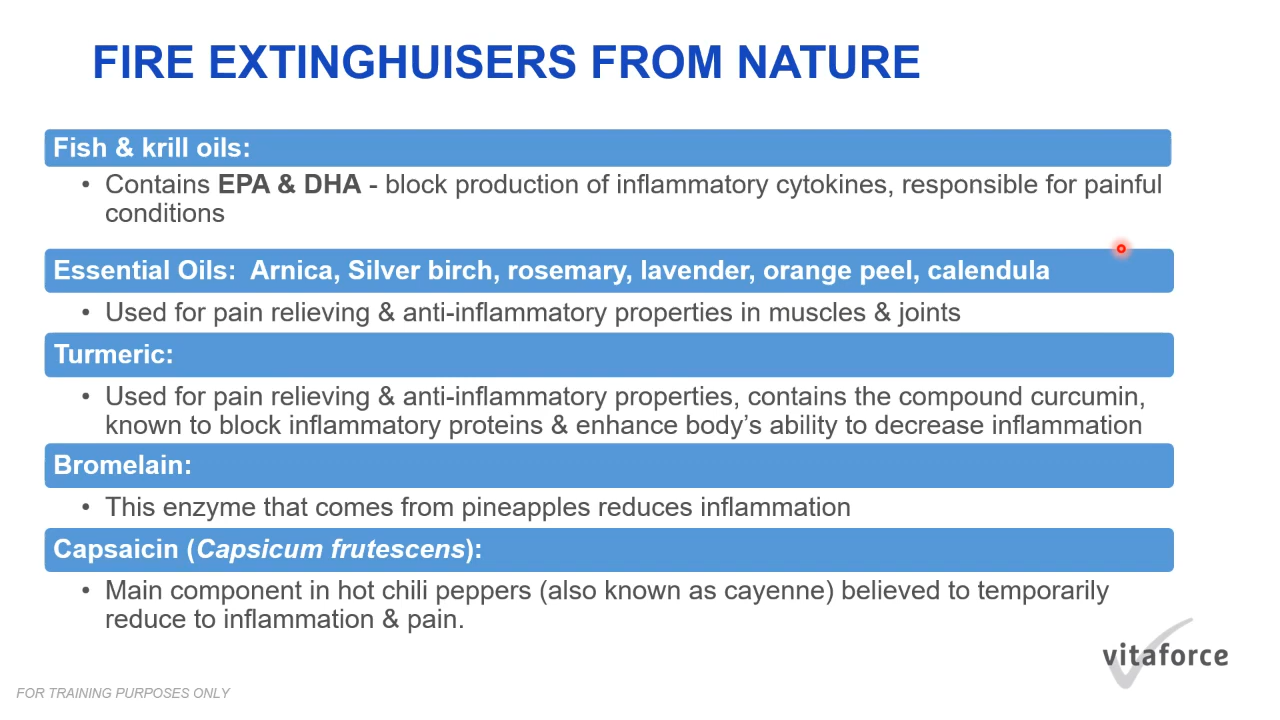 FIRE EXTINGHUISERS FROM NATURE
Fish & krill oils:
• Contains EPA & DHA - block production of inflammatory cytokines, responsible for painful
conditions
Essential Oils:  Arnica, Silver birch, rosemary, lavender, orange peel, calendula
• Used for pain relieving & anti-inflammatory properties in muscles & joints
Turmeric:
• Used for pain relieving & anti-inflammatory properties, contains the compound curcumin,
known to block inflammatory proteins & enhance body’s ability to decrease inflammation
Bromelain:
• This enzyme that comes from pineapples reduces inflammation
Capsaicin (Capsicum frutescens):
• Main component in hot chili peppers (also known as cayenne) believed to temporarily
reduce to inflammation & pain.
vitaforce
FOR TRAINING PURPOSES ONLY